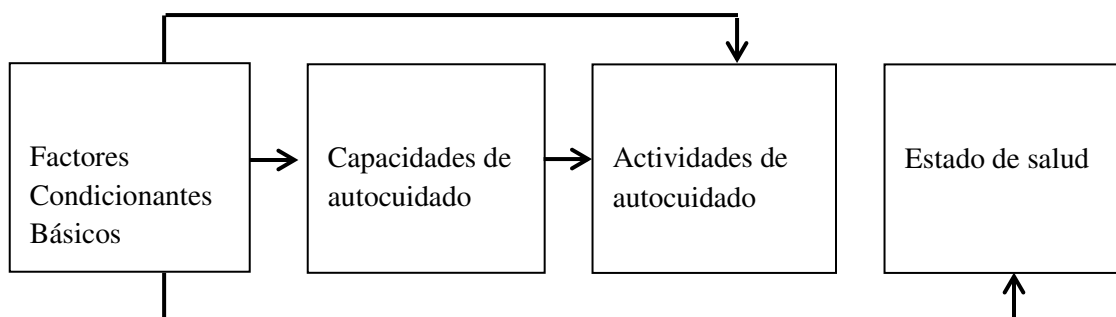 Factores
Condicionantes
Básicos
Capacidades de
autocuidado
Actividades de
autocuidado
Estado de salud